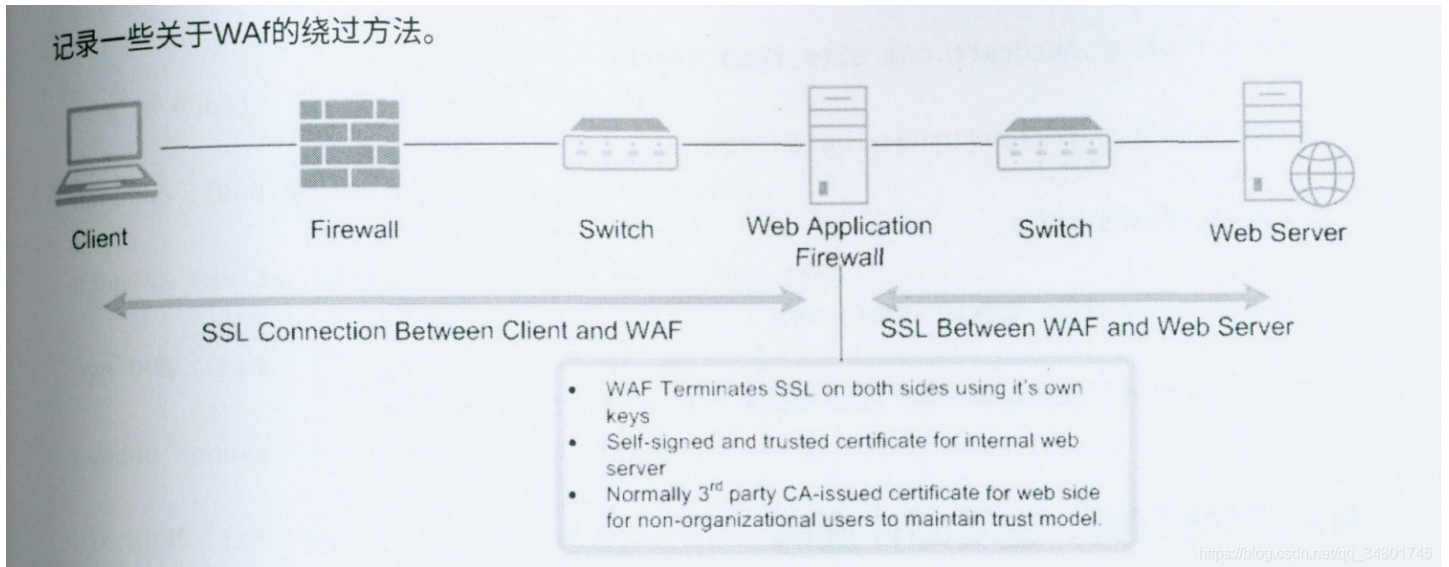 记录一些关于WAf的绕过方法。
Client
Firewall
Switch
Web Application
Firewall
Switch
Web Server
SSL Connection Between Client and WAF
SSL Between WAF and Web Server
• WAF Terminates SSL on both sides using it's own
keys
• Self-signed and trusted certificate for internal web
server
• Normally 3rd party CA-issued certificate for web side
for non-organizational users to maintain trust model.
https://blog.csdn.net/qq_34801745